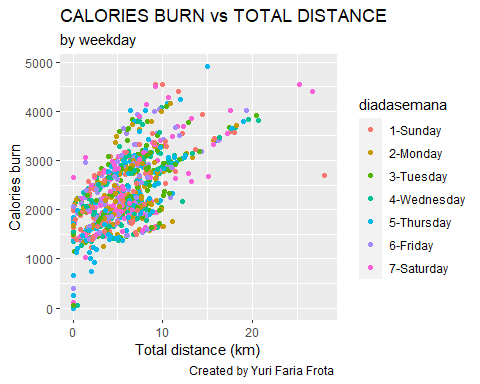 CALORIES BURN vs TOTAL DISTANCE
by weekday
Calories burn
5000
4000
3000
2000
1000
0
0
10
20
Total distance (km)
diadasemana
1-Sunday
2-Monday
3-Tuesday
4-Wednesday
5-Thursday
6-Friday
7-Saturday
Created by Yuri Faria Frota